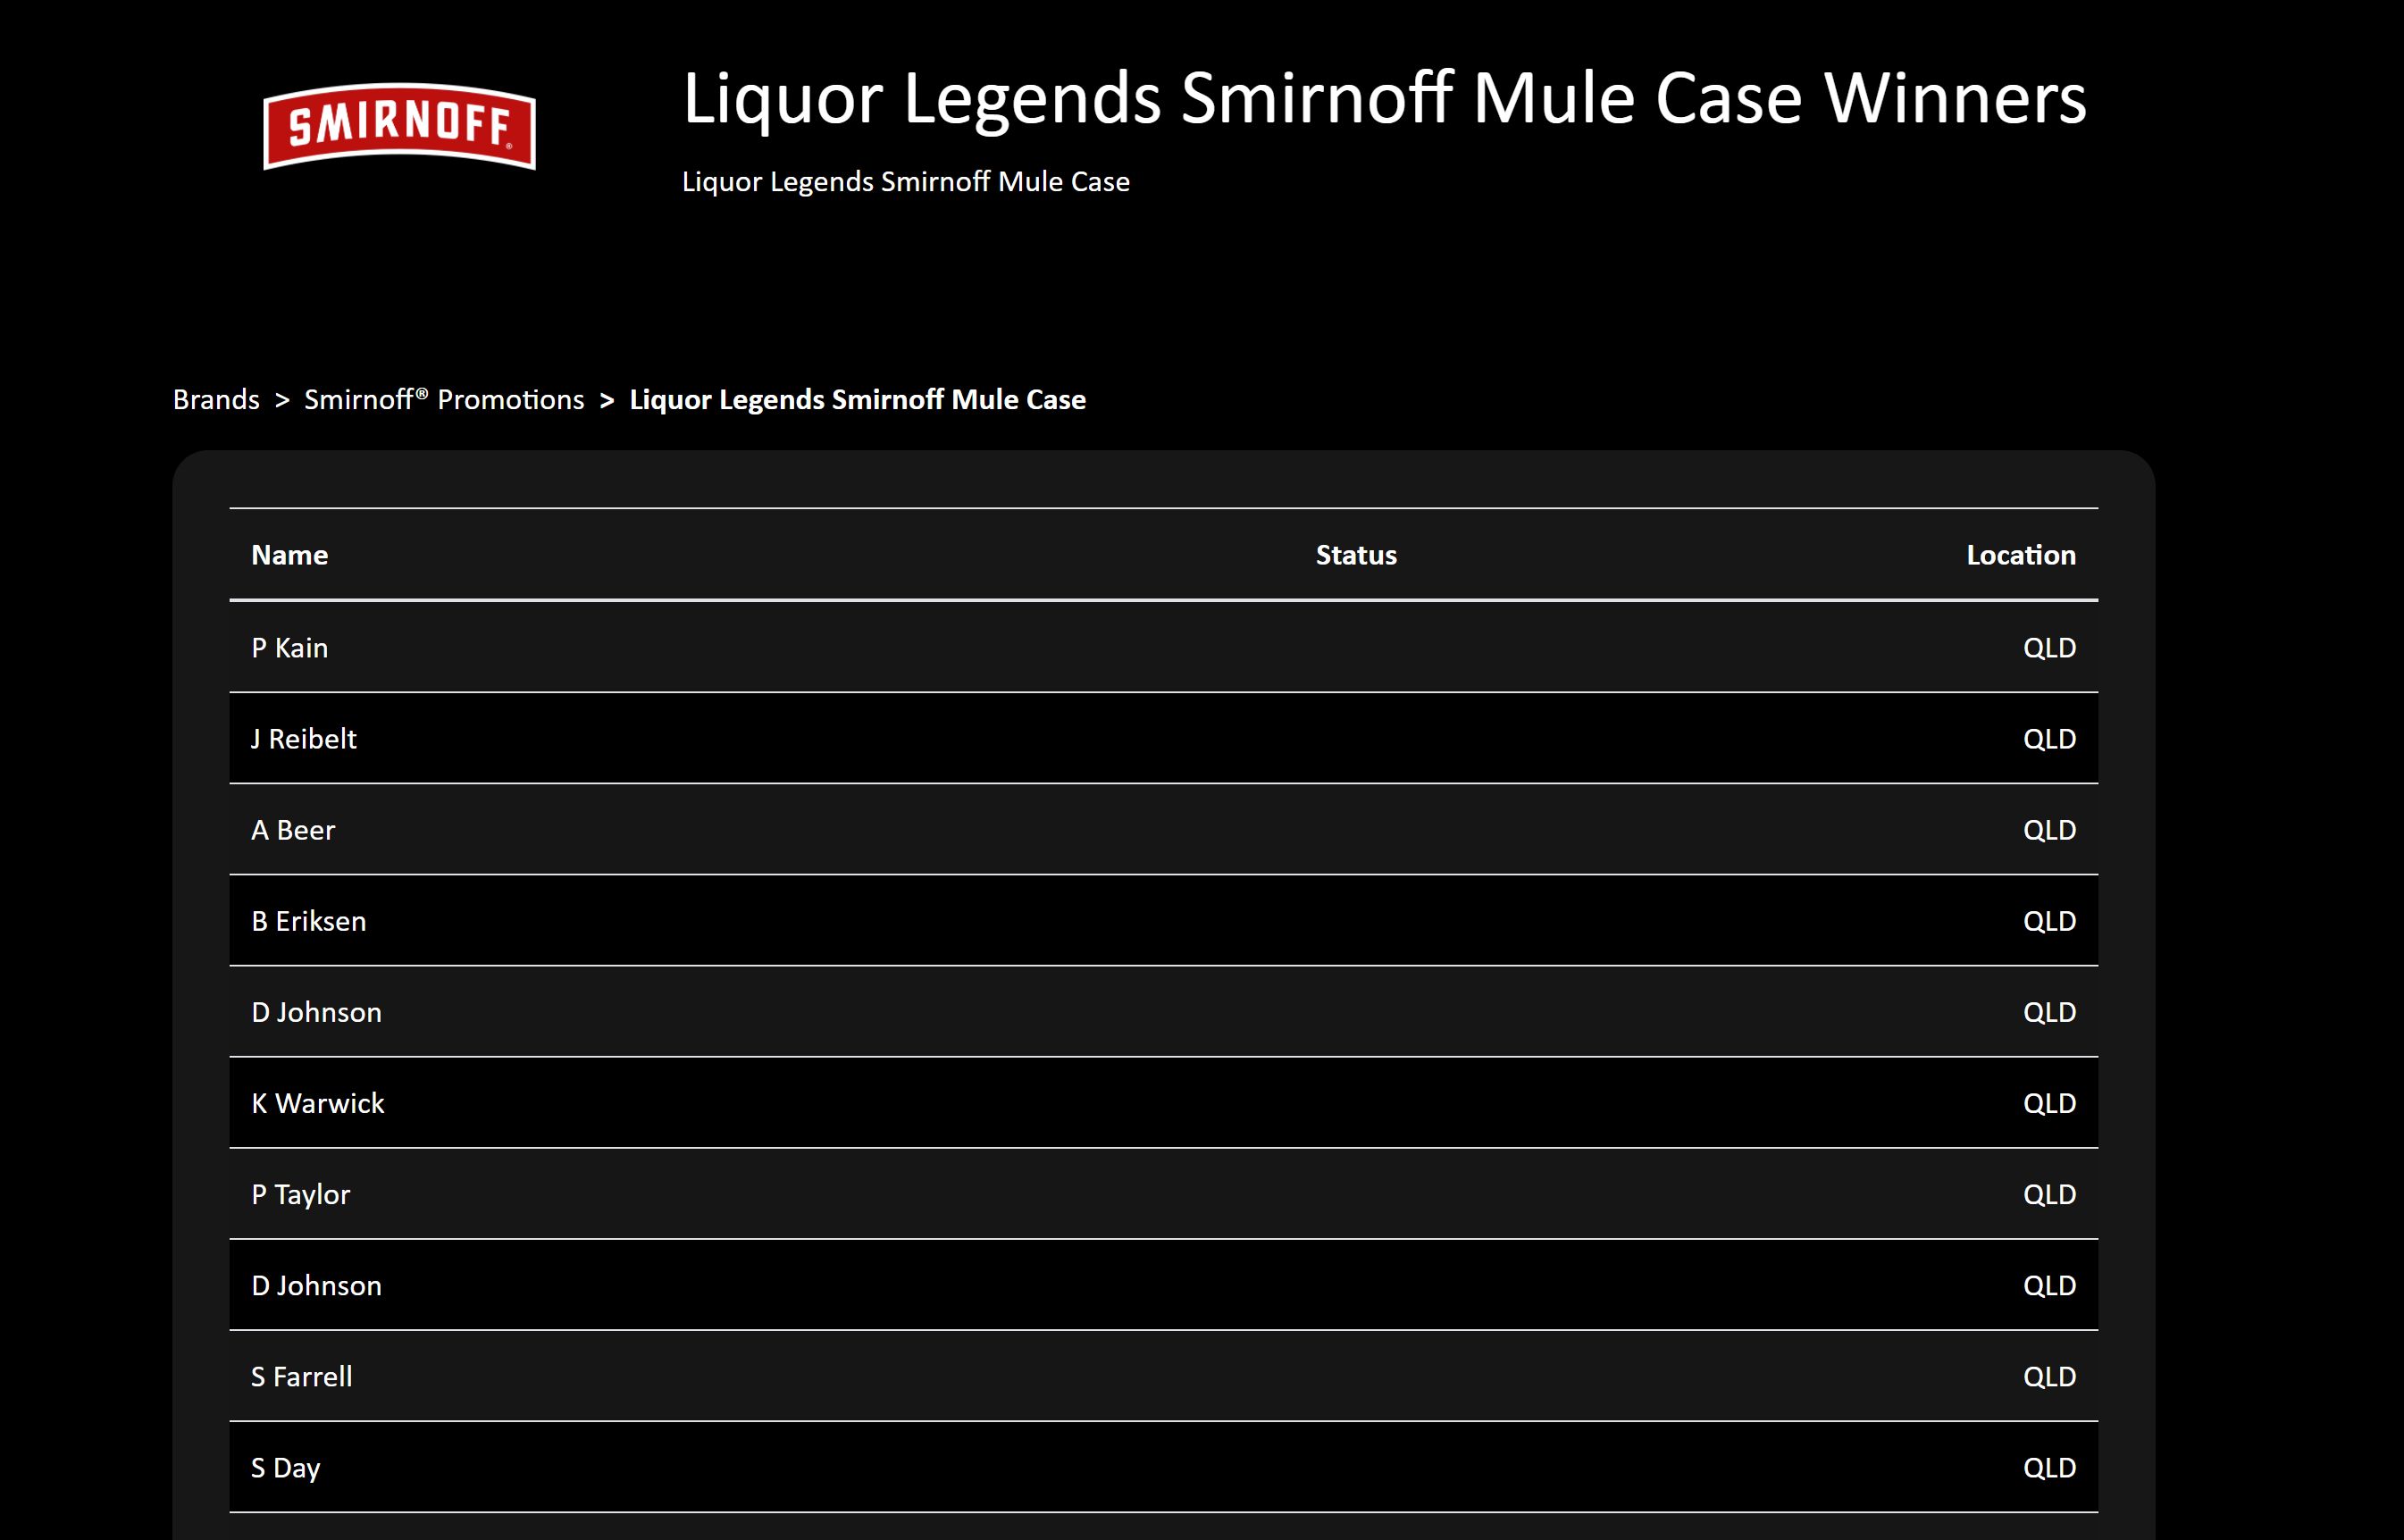 SMIRNOFF®
Liquor Legends Smirnoff Mule Case Winners
Liquor Legends Smirnoff Mule Case
Brands > Smirnoff® Promotions > Liquor Legends Smirnoff Mule Case
Name Status Location
P Kain QLD
J Reibelt QLD
A Beer QLD
B Eriksen QLD
D Johnson QLD
K Warwick QLD
P Taylor QLD
D Johnson QLD
S Farrell QLD
S Day QLD